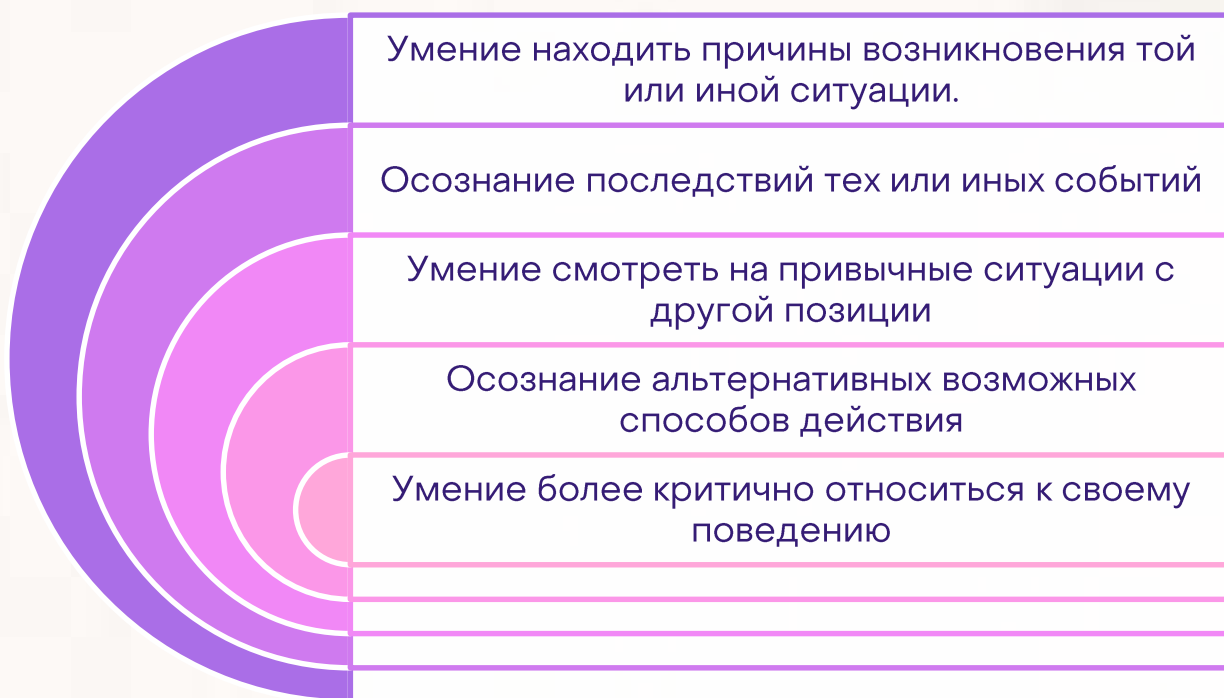 Умение находить причины возникновения той
или иной ситуации.
Осознание последствий тех или иных событий
Умение смотреть на привычные ситуации с
другой позиции
Осознание альтернативных возможных
способов действия
Умение более критично относиться к своему
поведению